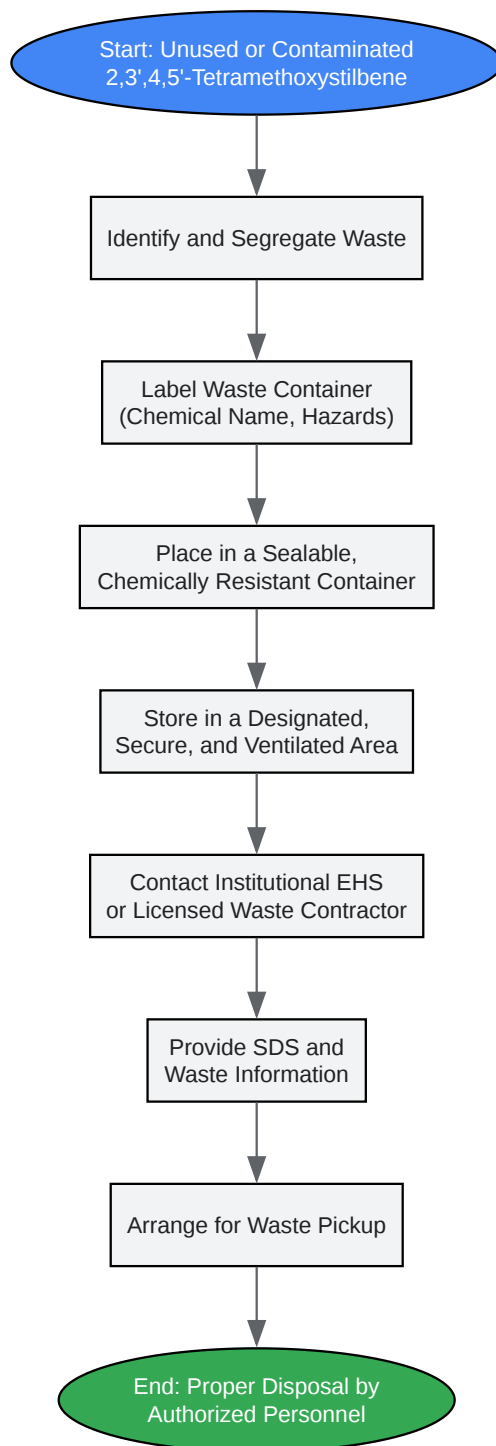 Start: Unused or Contaminated
2,3',4,5'-Tetramethoxystilbene
Identify and Segregate Waste
Label Waste Container
(Chemical Name, Hazards)
Place in a Sealable,
Chemically Resistant Container
Store in a Designated,
Secure, and Ventilated Area
Contact Institutional EHS
or Licensed Waste Contractor
Provide SDS and
Waste Information
Arrange for Waste Pickup
End: Proper Disposal by
Authorized Personnel